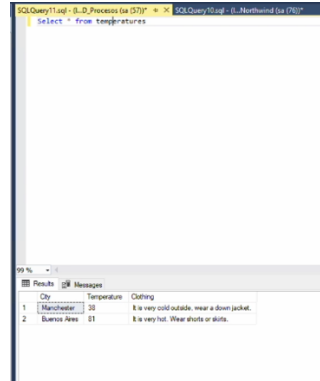 SQLQuery11.sql - (l...D_Procesos (sa (57))* SQLQuery10.sql - (l...Northwind (sa (76))*
Select * from temperatures
99 %
Results Messages
City Temperature Clothing
1 Manchester 38 It is very cold outside, wear a down jacket.
2 Buenos Aires 81 It is very hot. Wear shorts or skirts.